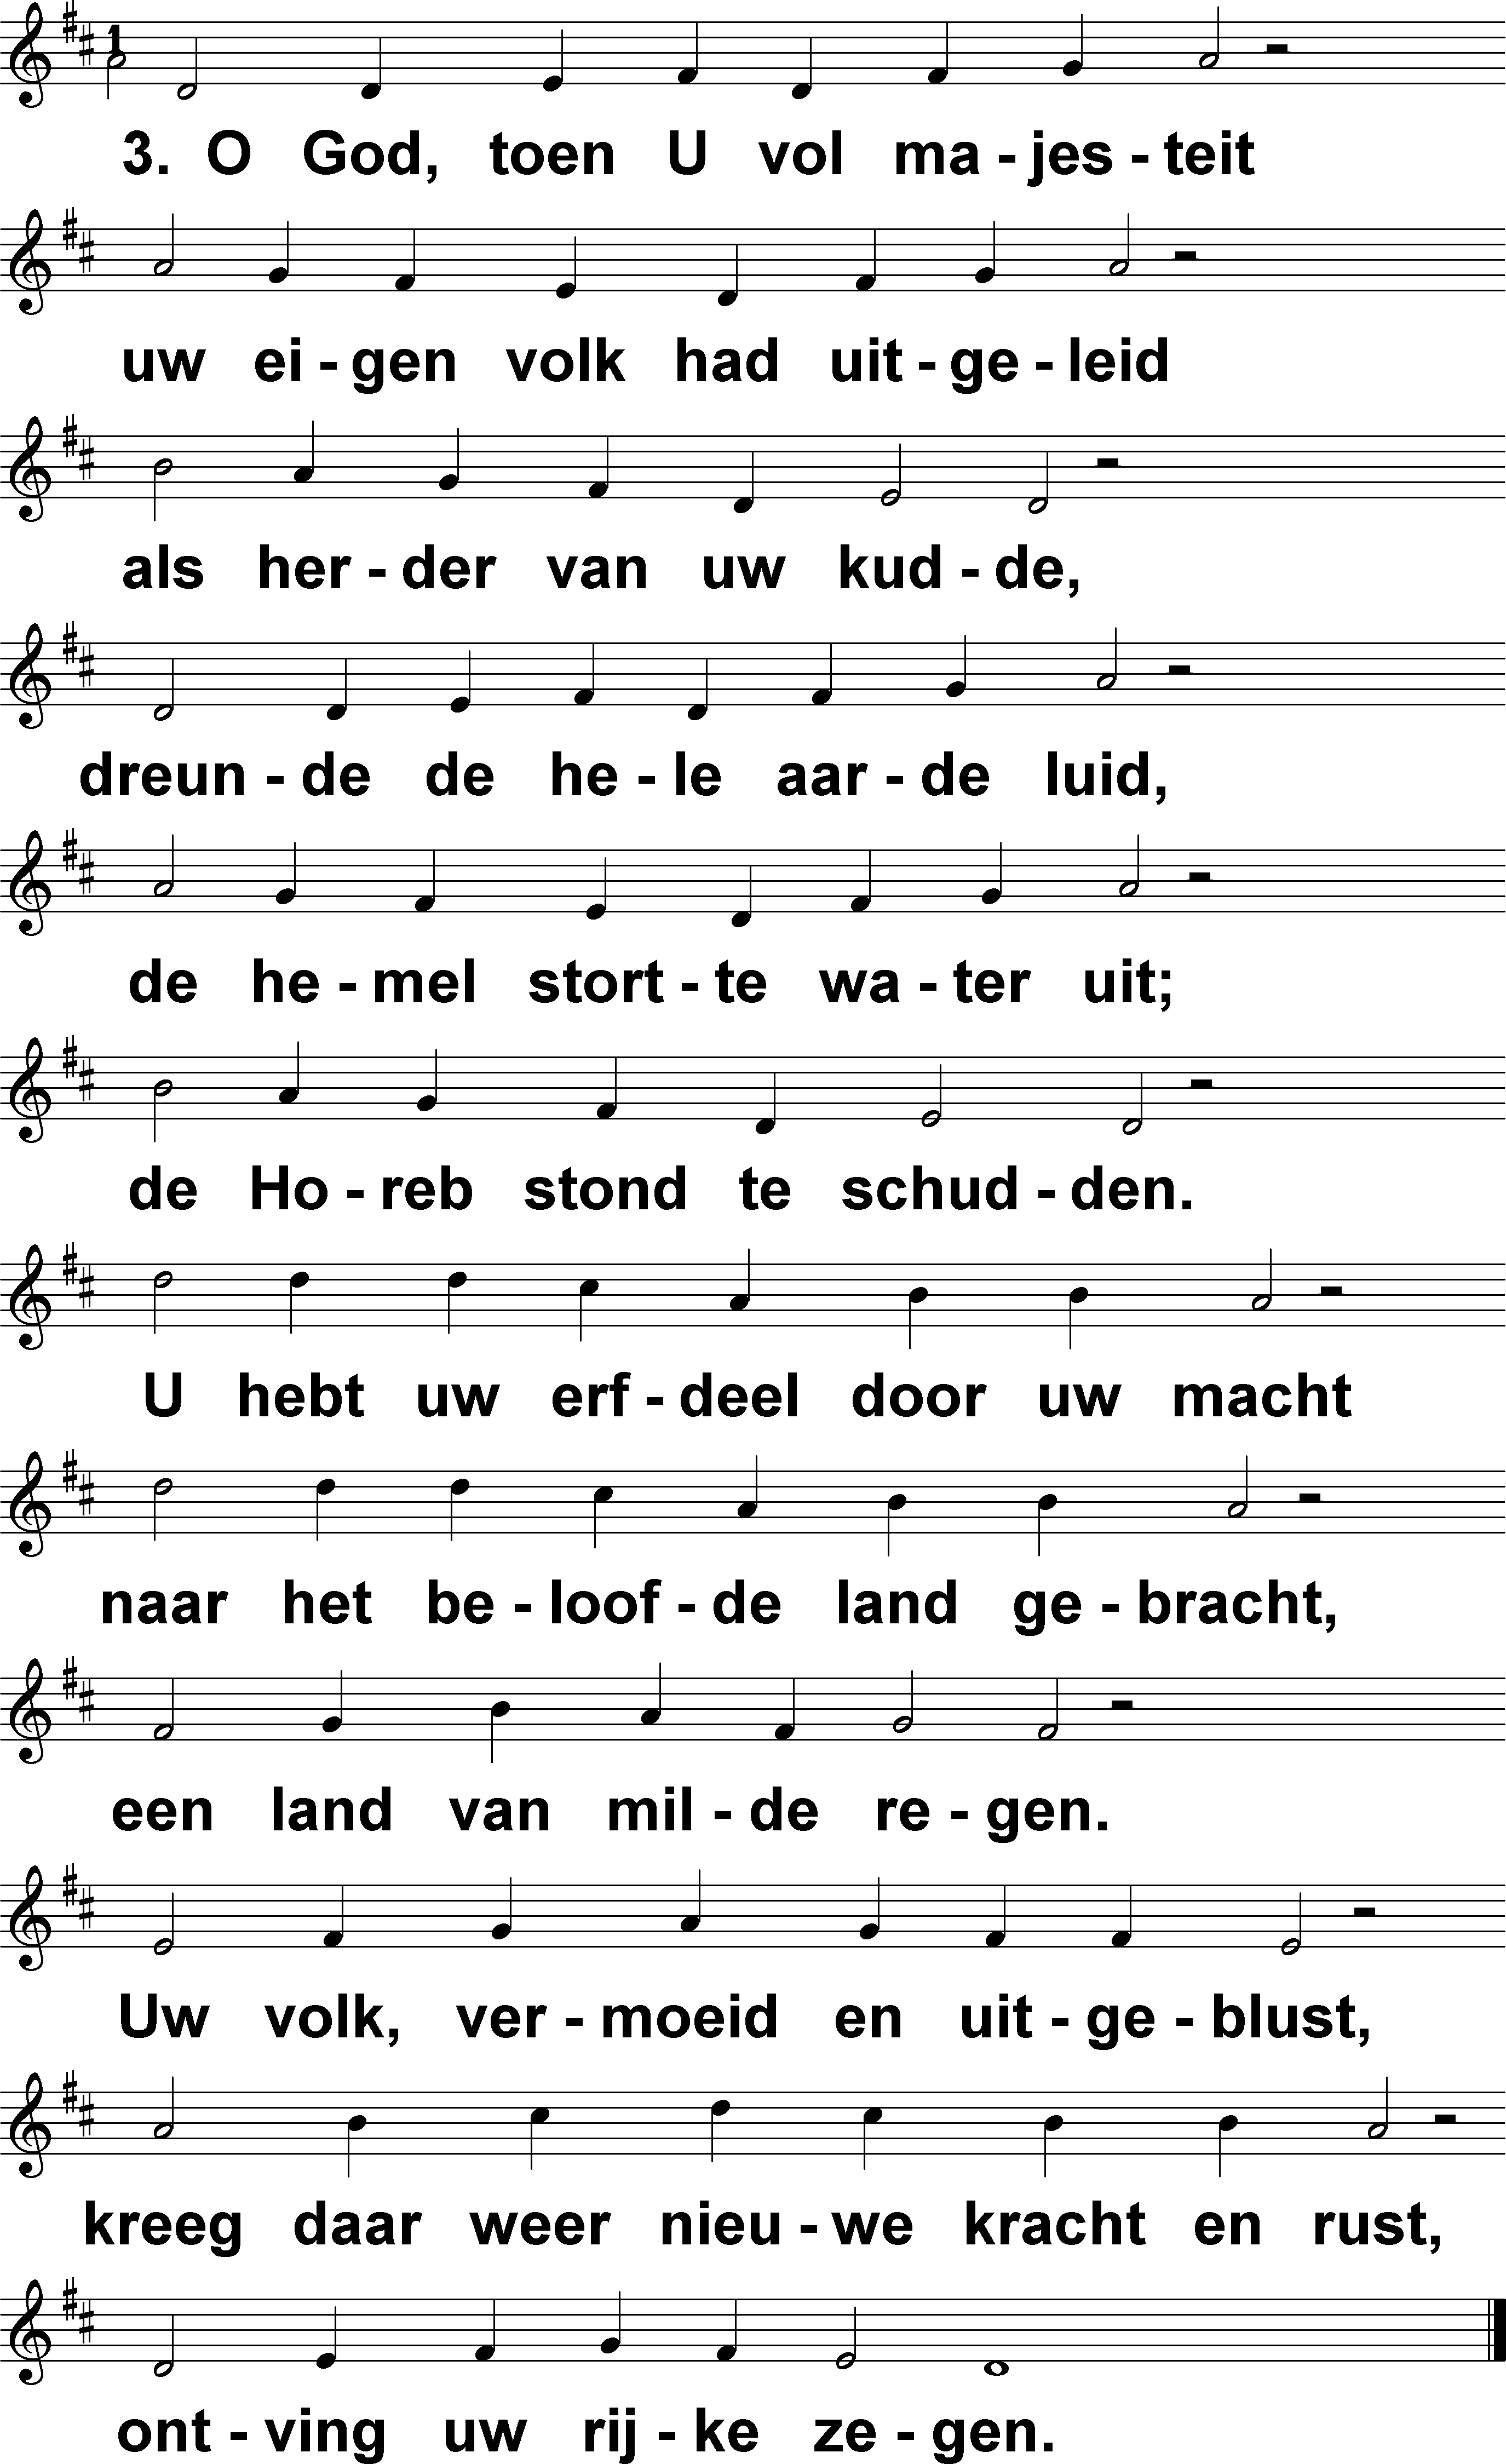 1
3. O God, toen U vol ma - jes - teit
uw ei - gen volk had uit - ge - leid
als her - der van uw kud - de,
dreun - de de he - le aar - de luid,
de he - mel stort - te wa - ter uit;
de Ho - reb stond te schud - den.
U hebt uw erf - deel door uw macht
naar het be - loof - de land ge - bracht,
een land van mil - de re - gen.
Uw volk, ver - moeid en uit - ge - blust,
kreeg daar weer nieu - we kracht en rust,
ont - ving uw rij - ke ze - gen.